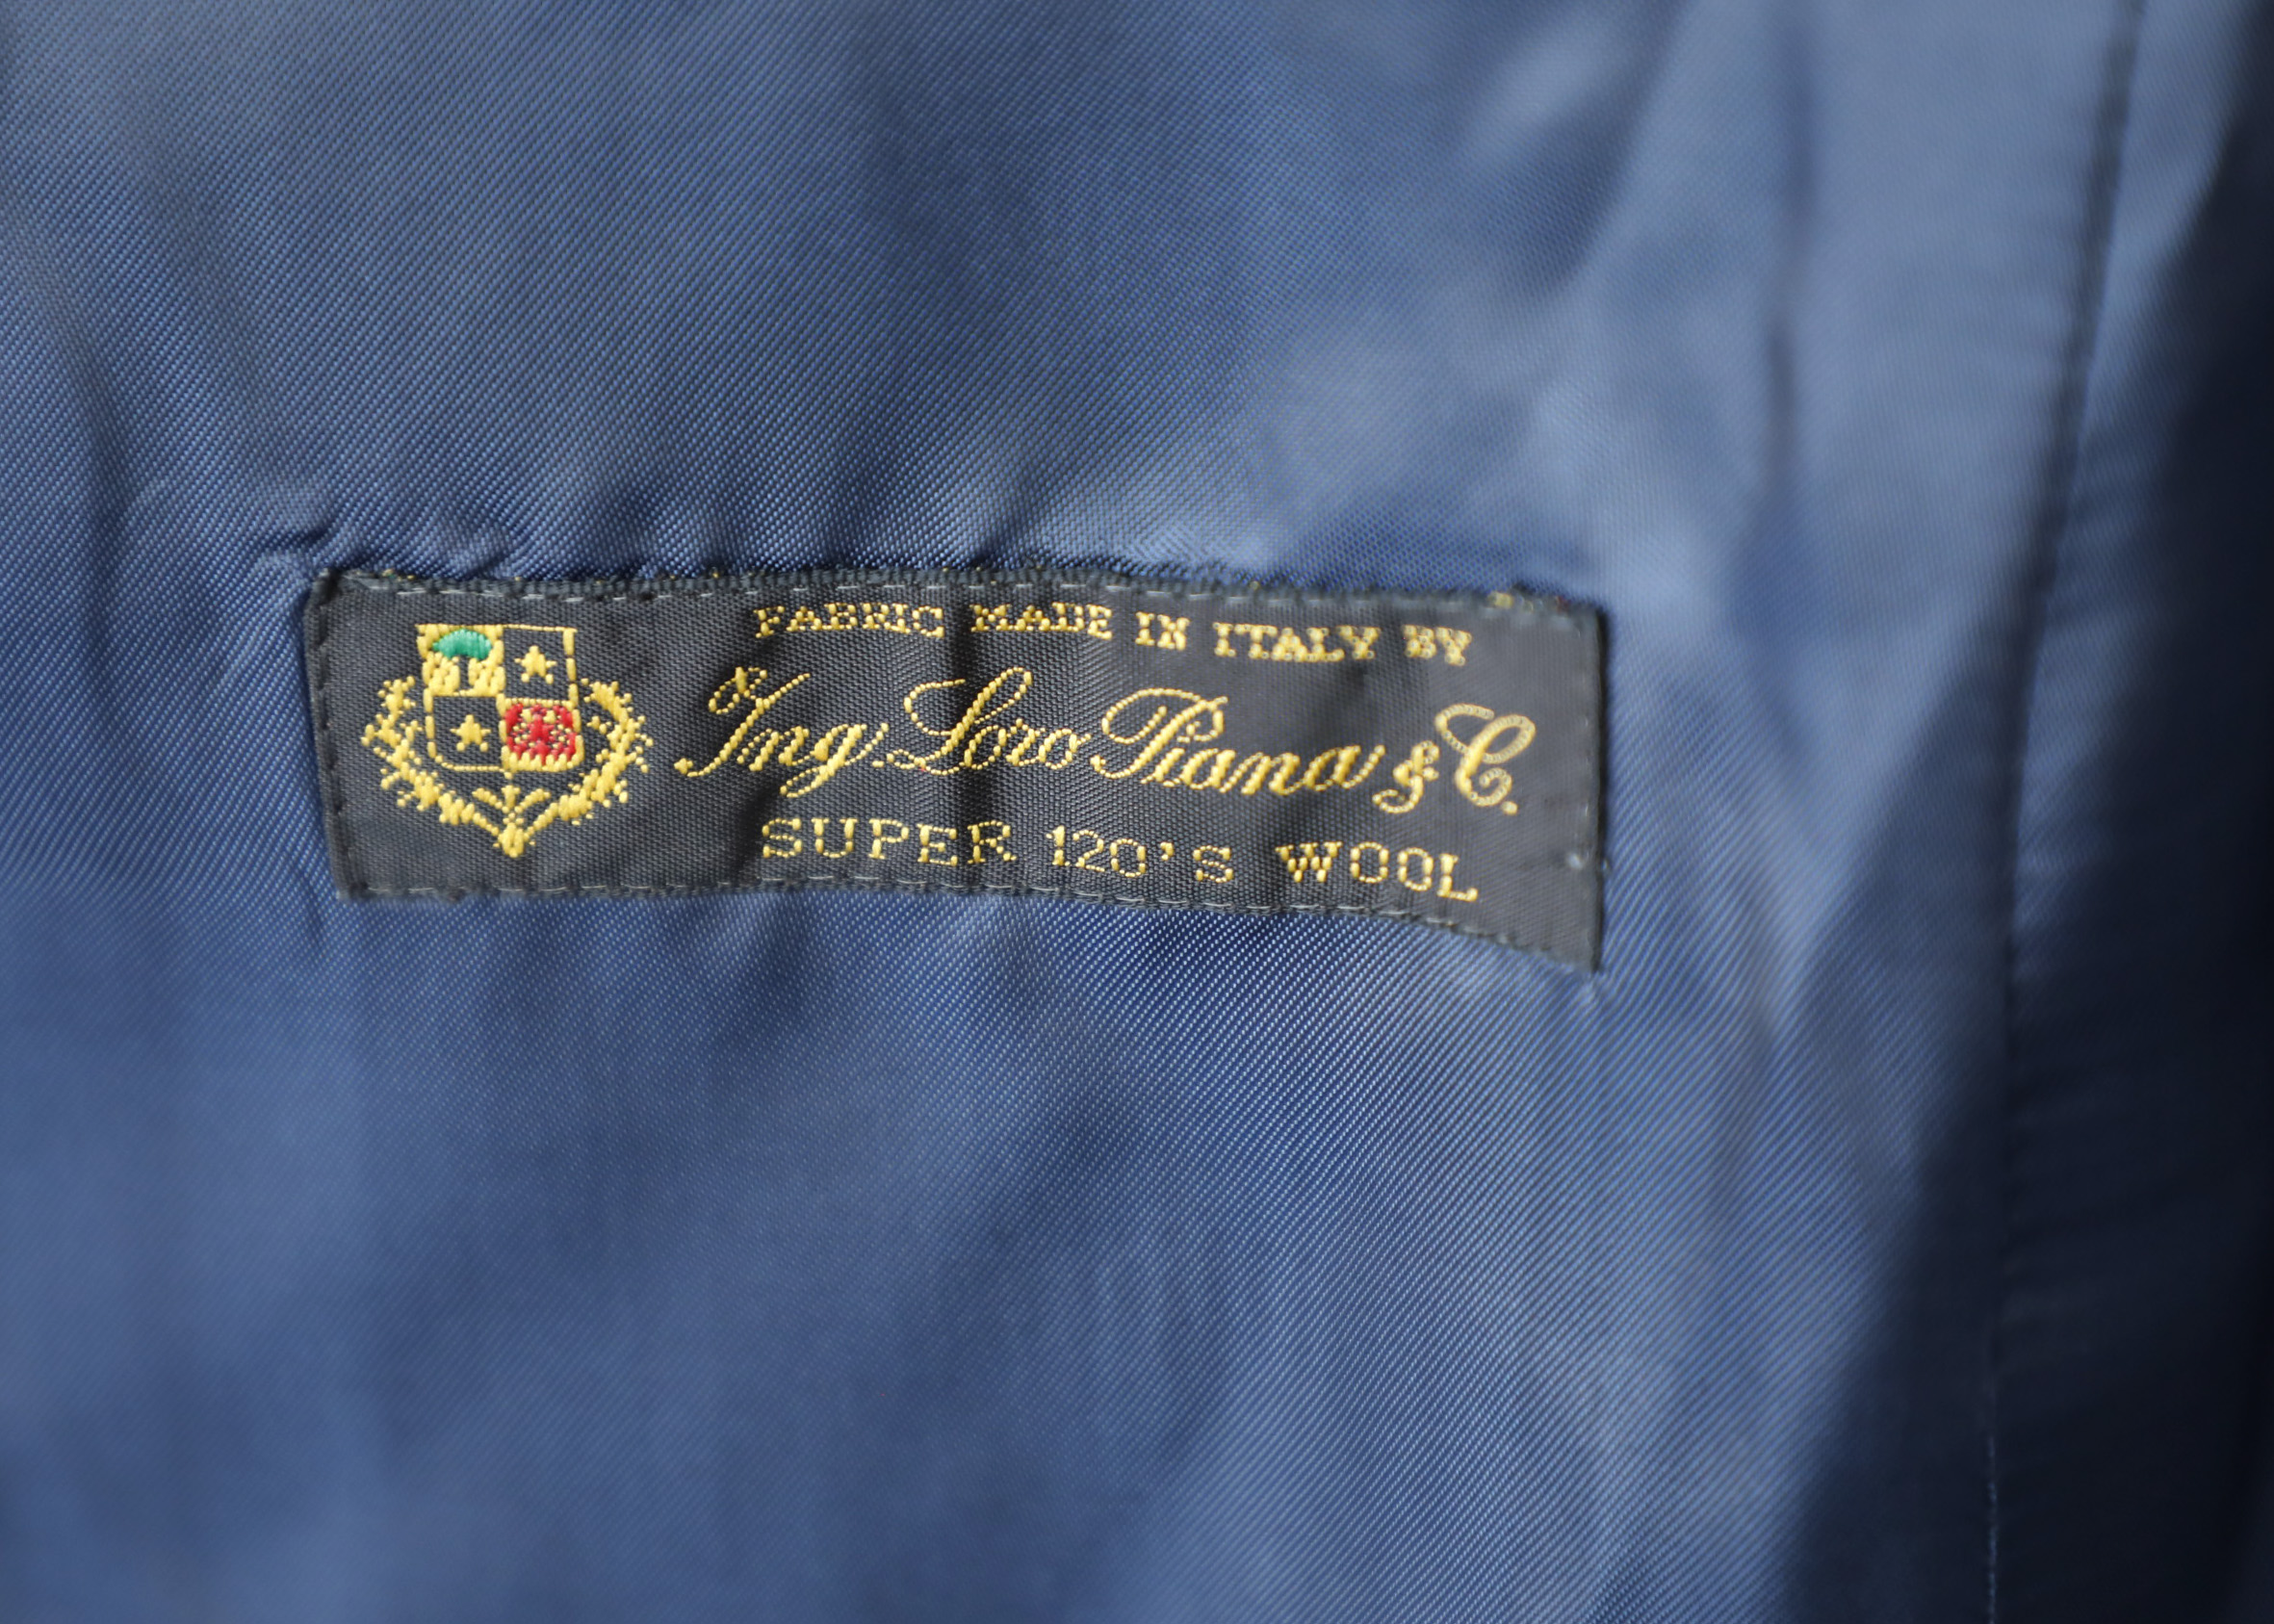 FABRIC MADE IN ITALY BY
Ing. Loro Piana & C.
SUPER 120'S WOOL